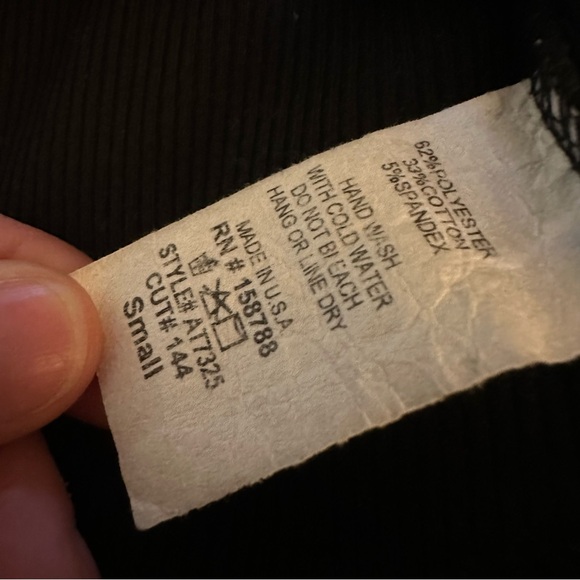 62%POLYESTER
33%COTTON
5%SPANDEX
HAND WASH
WITH COLD WATER
DO NOT BLEACH
HANG OR LINE DRY
MADE IN U.S.A
RN# 158788
STYLE# AT7325
CUT# 144
Small